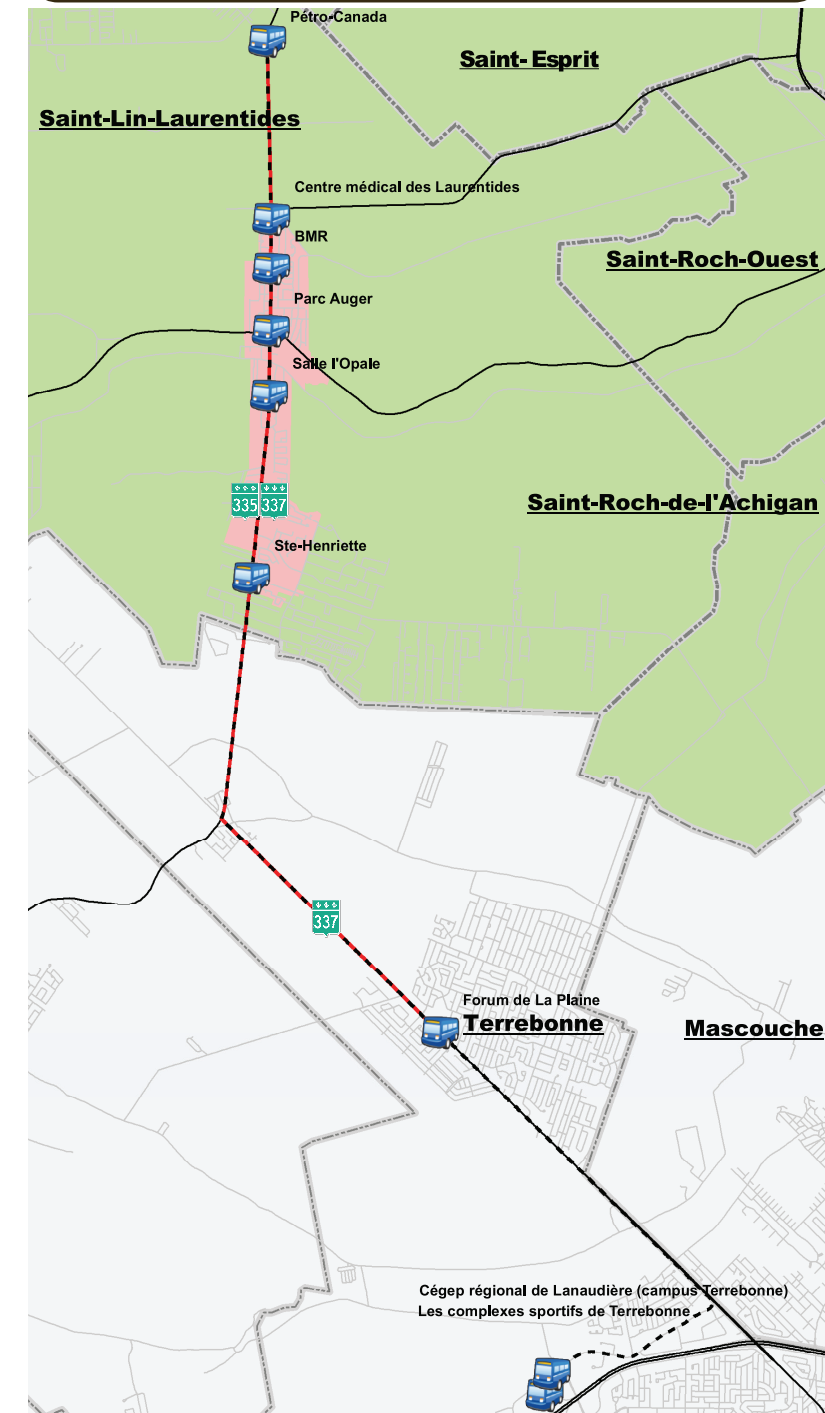 Pétro-Canada
Saint-Esprit
Saint-Lin-Laurentides
Centre médical des Laurentides
BMR
Saint-Roch-Ouest
Parc Auger
Salle l'Opale
335 337
Saint-Roch-de-l'Achigan
Ste-Henriette
337
Forum de La Plaine
Terrebonne
Mascouche
Cégep régional de Lanaudière (campus Terrebonne)
Les complexes sportifs de Terrebonne